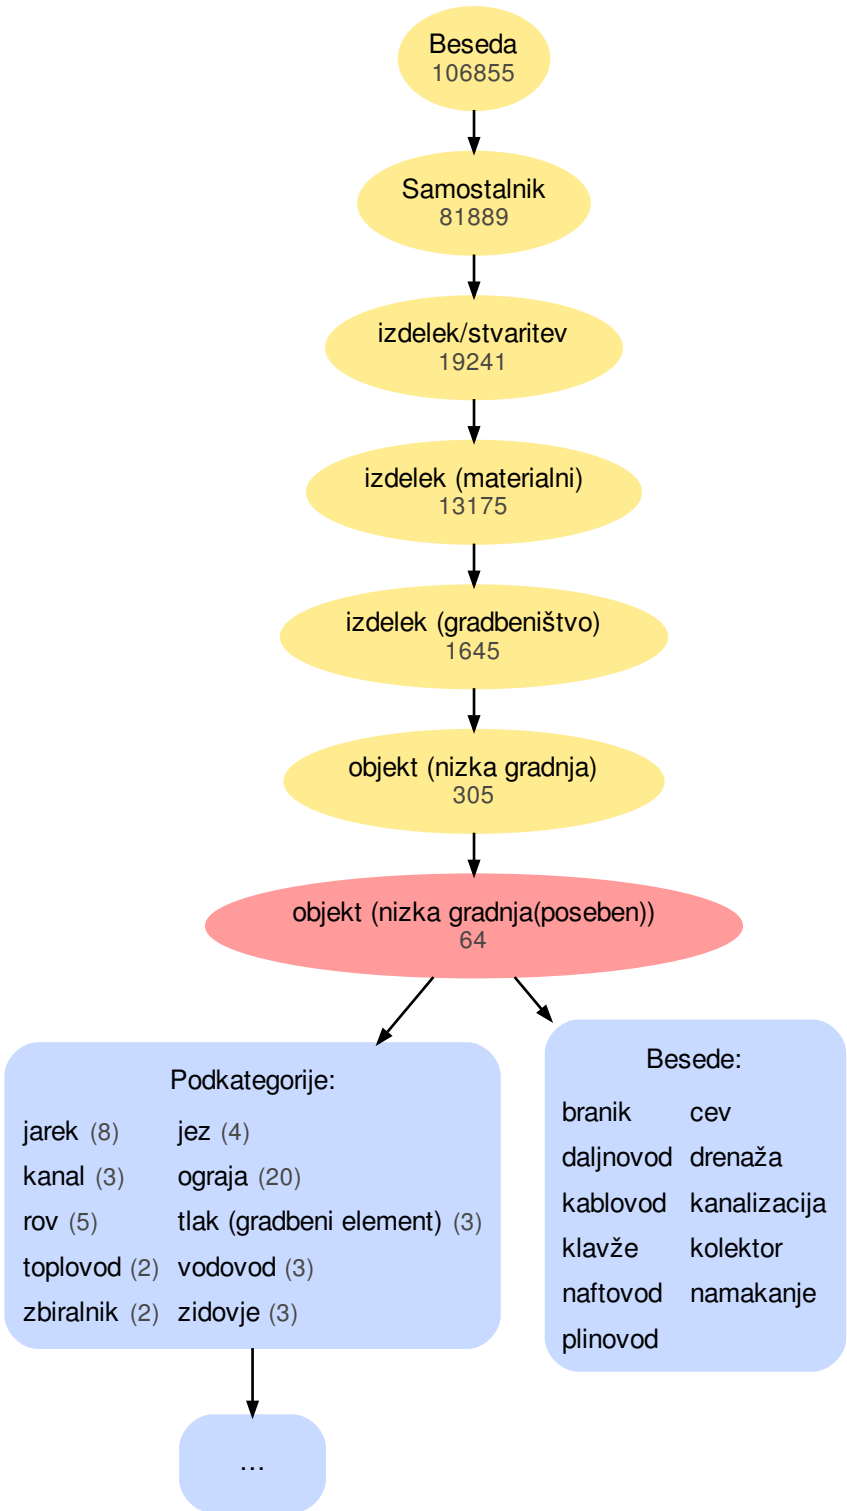 Beseda
106855
Samostalnik
81889
izdelek/stvaritev
19241
izdelek (materialni)
13175
izdelek (gradbeništvo)
1645
objekt (nizka gradnja)
305
objekt (nizka gradnja(poseben))
64
Podkategorije:
jarek (8) jez (4)
kanal (3) ograja (20)
rov (5) tlak (gradbeni element) (3)
toplovod (2) vodovod (3)
zbiralnik (2) zidovje (3)
Besede:
branik cev
daljnovod drenaža
kablovod kanalizacija
klavže kolektor
naftovod namakanje
plinovod
...